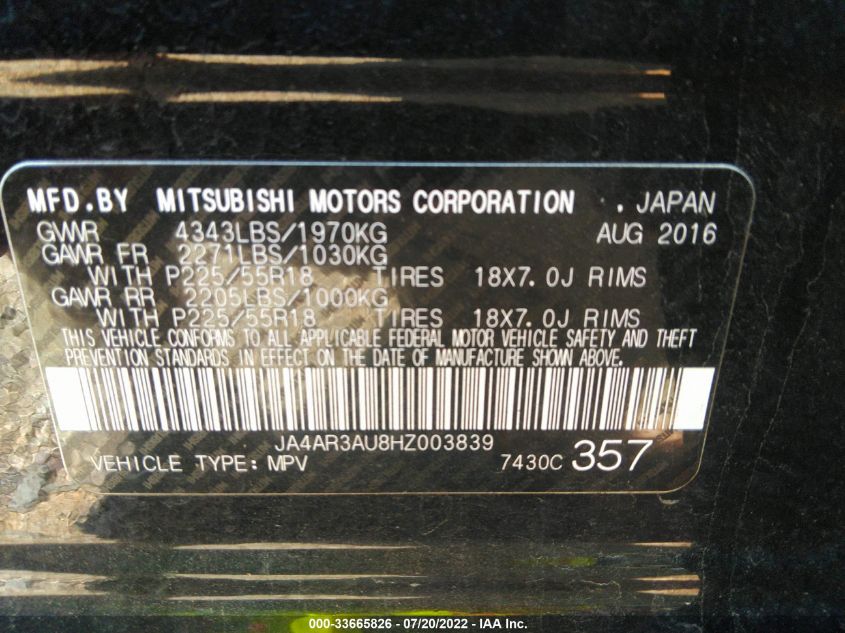 MFD.BY MITSUBISHI MOTORS CORPORATION . JAPAN
GVWR 4343LBS/1970KG AUG 2016
GAWR FR 2271LBS/1030KG
WITH P225/55R18 TIRES 18X7.0J RIMS
GAWR RR 2205LBS/1000KG
WITH P225/55R18 TIRES 18X7.0J RIMS
THIS VEHICLE CONFORMS TO ALL APPLICABLE FEDERAL MOTOR VEHICLE SAFETY AND THEFT
PREVENTION STANDARDS IN EFFECT ON THE DATE OF MANUFACTURE SHOWN ABOVE.
JA4AR3AU8HZ003839
VEHICLE TYPE: MPV 7430C 357
000-33665826 - 07/20/2022 - IAA Inc.